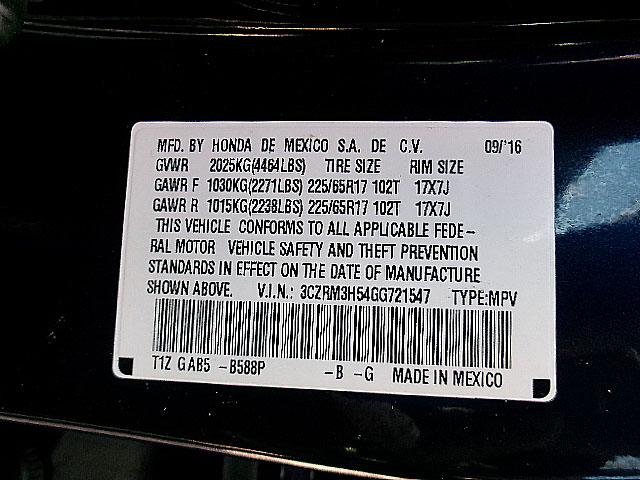 MFD. BY HONDA DE MEXICO S.A. DE C.V. 09/'16
GVWR 2025KG(4464LBS) TIRE SIZE RIM SIZE
GAWR F 1030KG(2271LBS) 225/65R17 102T 17X7J
GAWR R 1015KG(2238LBS) 225/65R17 102T 17X7J
THIS VEHICLE CONFORMS TO ALL APPLICABLE FEDE-
RAL MOTOR VEHICLE SAFETY AND THEFT PREVENTION
STANDARDS IN EFFECT ON THE DATE OF MANUFACTURE
SHOWN ABOVE. V.I.N.: 3CZRM3H54GG721547 TYPE:MPV
T1Z GAB5 -B588P -B -G MADE IN MEXICO